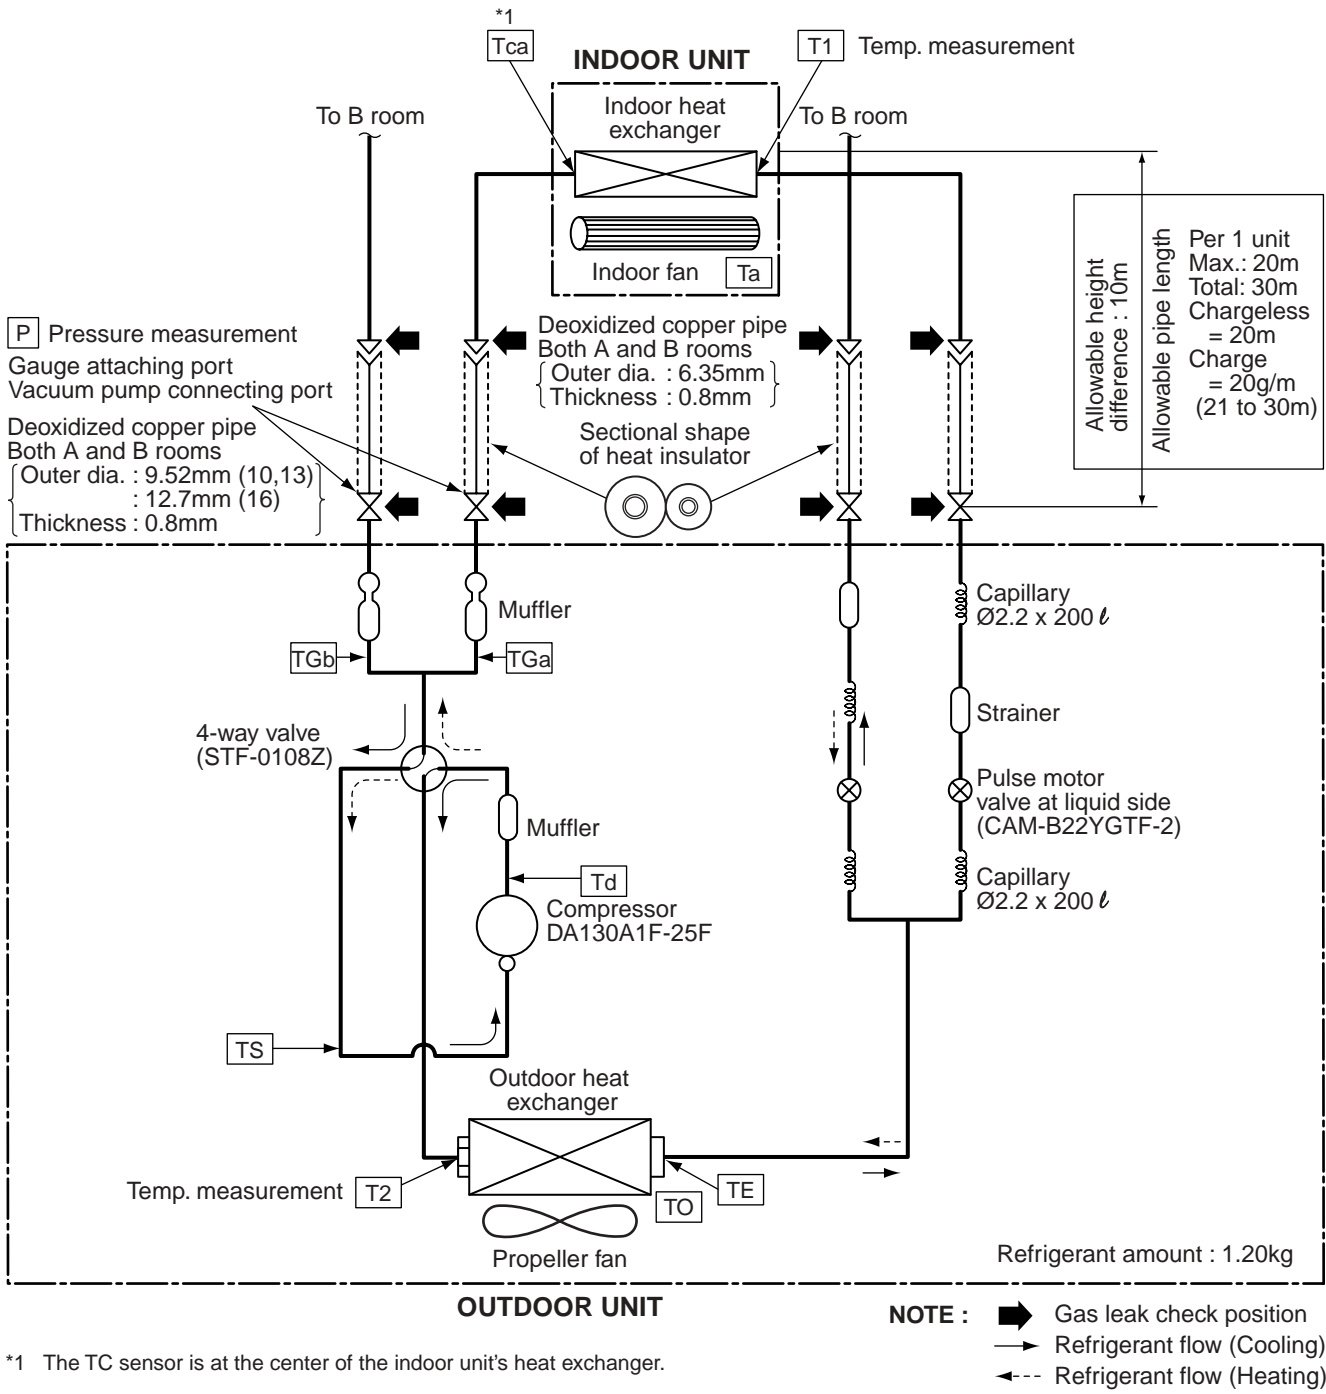 *1
Tca
T1 Temp. measurement
INDOOR UNIT
Indoor heat
exchanger
To B room
To B room
Indoor fan
Ta
Allowable height
difference : 10m
Allowable pipe length
Per 1 unit
Max.: 20m
Total: 30m
Chargeless
= 20m
Charge
= 20g/m
(21 to 30m)
P Pressure measurement
Gauge attaching port
Vacuum pump connecting port
Deoxidized copper pipe
Both A and B rooms
Outer dia. : 9.52mm (10,13)
: 12.7mm (16)
Thickness : 0.8mm
Deoxidized copper pipe
Both A and B rooms
Outer dia. : 6.35mm
Thickness : 0.8mm
Sectional shape
of heat insulator
Muffler
Capillary
Ø2.2 x 200 ℓ
TGb
TGa
Strainer
4-way valve
(STF-0108Z)
Pulse motor
valve at liquid side
(CAM-B22YGTF-2)
Muffler
Td
Capillary
Ø2.2 x 200 ℓ
Compressor
DA130A1F-25F
TS
Outdoor heat
exchanger
Temp. measurement T2
TE
TO
Propeller fan
Refrigerant amount : 1.20kg
OUTDOOR UNIT
NOTE :
Gas leak check position
Refrigerant flow (Cooling)
Refrigerant flow (Heating)
*1 The TC sensor is at the center of the indoor unit's heat exchanger.